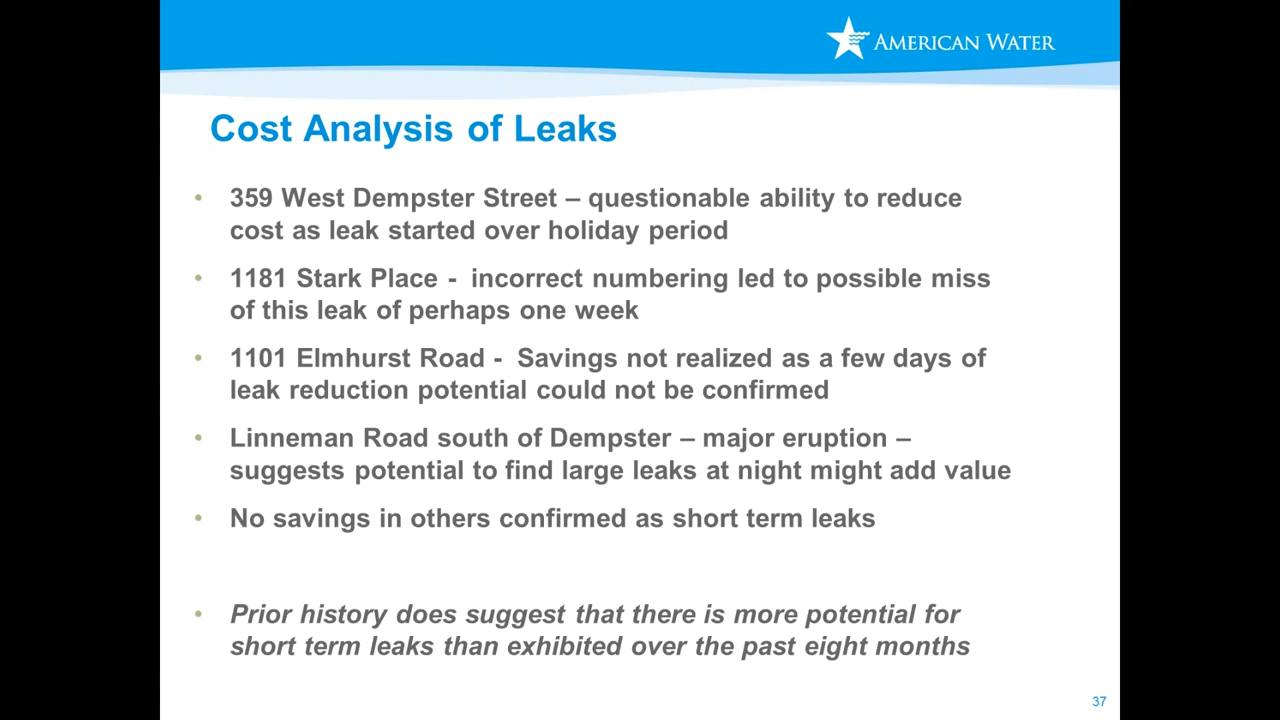 AMERICAN WATER
Cost Analysis of Leaks
• 359 West Dempster Street – questionable ability to reduce
cost as leak started over holiday period
• 1181 Stark Place -  incorrect numbering led to possible miss
of this leak of perhaps one week
• 1101 Elmhurst Road -  Savings not realized as a few days of
leak reduction potential could not be confirmed
• Linneman Road south of Dempster – major eruption –
suggests potential to find large leaks at night might add value
• No savings in others confirmed as short term leaks
• Prior history does suggest that there is more potential for
short term leaks than exhibited over the past eight months
37